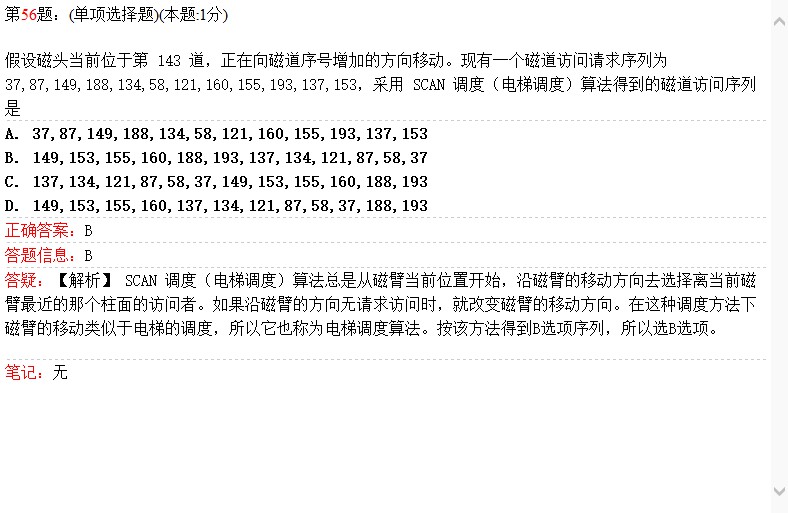 第56题：(单项选择题)(本题:1分)
假设磁头当前位于第 143 道，正在向磁道序号增加的方向移动。现有一个磁道访问请求序列为
37,87,149,188,134,58,121,160,155,193,137,153，采用 SCAN 调度（电梯调度）算法得到的磁道访问序列
是
A. 37,87,149,188,134,58,121,160,155,193,137,153
B. 149,153,155,160,188,193,137,134,121,87,58,37
C. 137,134,121,87,58,37,149,153,155,160,188,193
D. 149,153,155,160,137,134,121,87,58,37,188,193
正确答案：B
答题信息：B
答疑：【解析】 SCAN 调度（电梯调度）算法总是从磁臂当前位置开始，沿磁臂的移动方向去选择离当前磁
臂最近的那个柱面的访问者。如果沿磁臂的方向无请求访问时，就改变磁臂的移动方向。在这种调度方法下
磁臂的移动类似于电梯的调度，所以它也称为电梯调度算法。按该方法得到B选项序列，所以选B选项。
笔记：无